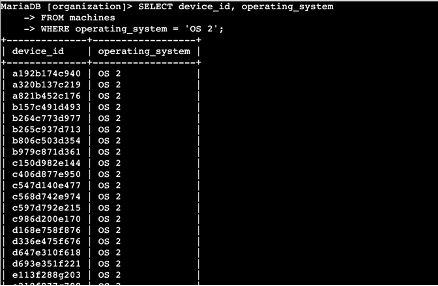 MariaDB [organization]> SELECT device_id, operating_system
-> FROM machines
-> WHERE operating_system = 'OS 2';
+--------------+------------------+
| device_id | operating_system |
+--------------+------------------+
| a192b174c940 | OS 2 |
| a320b137c219 | OS 2 |
| a821b452c176 | OS 2 |
| b157c491d493 | OS 2 |
| b264c773d977 | OS 2 |
| b265c937d713 | OS 2 |
| b806c503d354 | OS 2 |
| b979c871d361 | OS 2 |
| c150d982e144 | OS 2 |
| c406d877e950 | OS 2 |
| c547d140e477 | OS 2 |
| c568d742e974 | OS 2 |
| c597d792e215 | OS 2 |
| c986d200e170 | OS 2 |
| d168e758f876 | OS 2 |
| d336e475f676 | OS 2 |
| d647e310f618 | OS 2 |
| d693e351f221 | OS 2 |
| e113f288g203 | OS 2 |
| OS 2 |